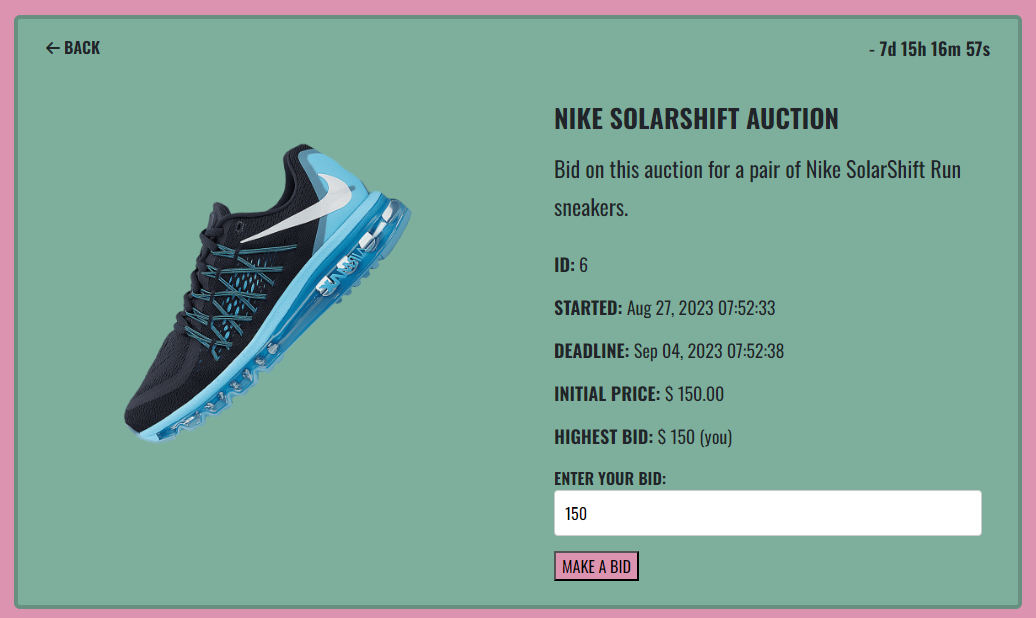 ← BACK
- 7d 15h 16m 57s
NIKE SOLARSHIFT AUCTION
Bid on this auction for a pair of Nike SolarShift Run
sneakers.
ID: 6
STARTED: Aug 27, 2023 07:52:33
DEADLINE: Sep 04, 2023 07:52:38
INITIAL PRICE: $ 150.00
HIGHEST BID: $ 150 (you)
ENTER YOUR BID:
150
MAKE A BID